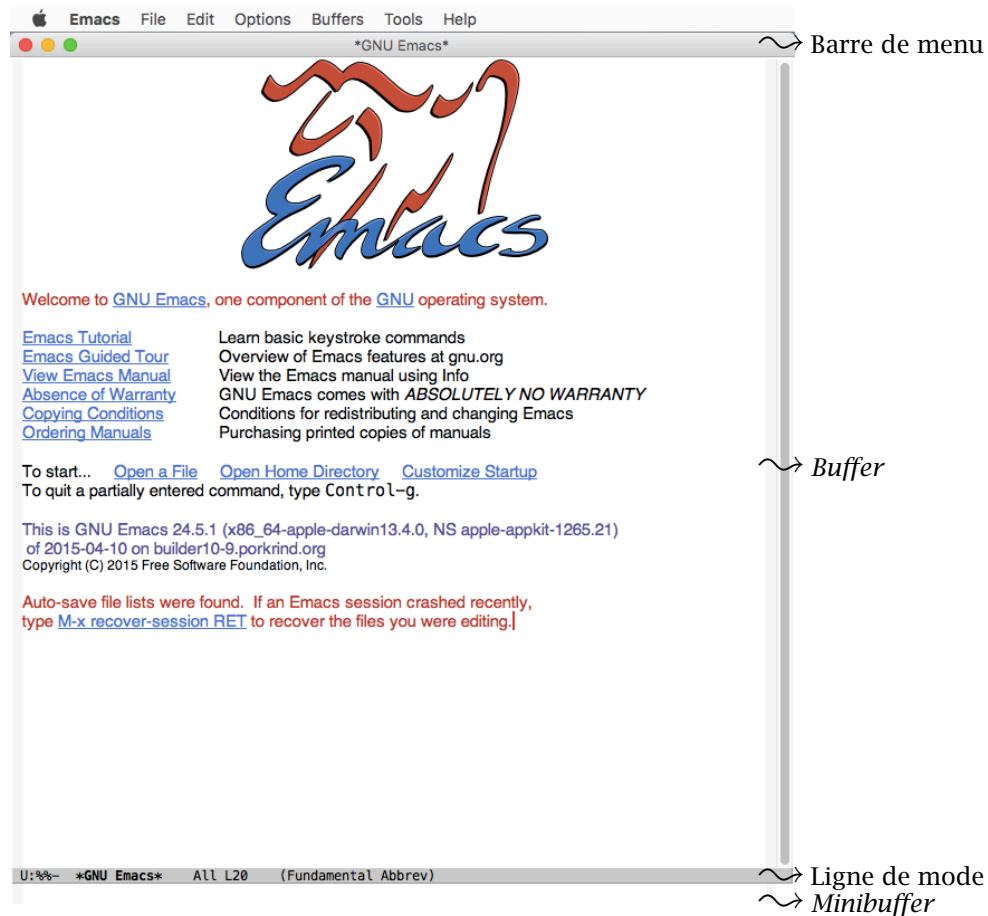 Emacs File Edit Options Buffers Tools Help
*GNU Emacs*
Barre de menu
Emacs
Welcome to GNU Emacs, one component of the GNU operating system.
Emacs Tutorial Learn basic keystroke commands
Emacs Guided Tour Overview of Emacs features at gnu.org
View Emacs Manual View the Emacs manual using Info
Absence of Warranty GNU Emacs comes with ABSOLUTELY NO WARRANTY
Copying Conditions Conditions for redistributing and changing Emacs
Ordering Manuals Purchasing printed copies of manuals
To start... Open a File Open Home Directory Customize Startup
Buffer
To quit a partially entered command, type Control-g.
This is GNU Emacs 24.5.1 (x86_64-apple-darwin13.4.0, NS apple-appkit-1265.21)
of 2015-04-10 on builder10-9.porkrind.org
Copyright (C) 2015 Free Software Foundation, Inc.
Auto-save file lists were found. If an Emacs session crashed recently,
type M-x recover-session RET to recover the files you were editing.
U:%%- *GNU Emacs* All L20 (Fundamental Abbrev)
Ligne de mode
Minibuffer